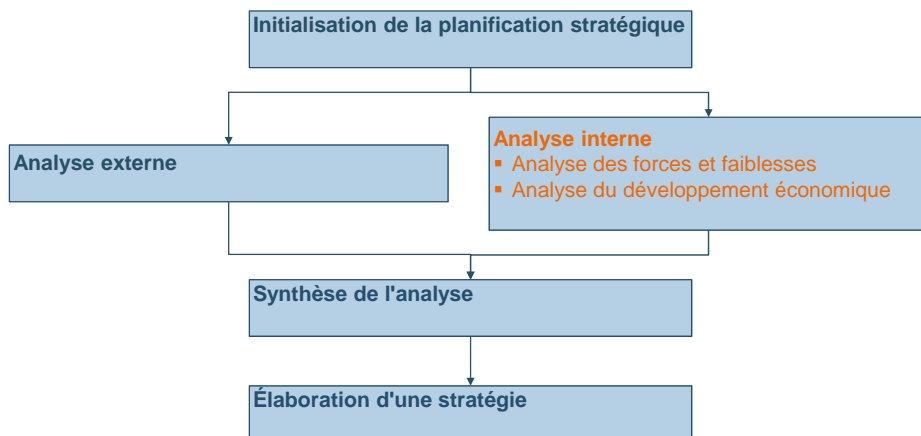 Initialisation de la planification stratégique
Analyse externe
Analyse interne
▪ Analyse des forces et faiblesses
▪ Analyse du développement économique
Synthèse de l'analyse
Élaboration d'une stratégie